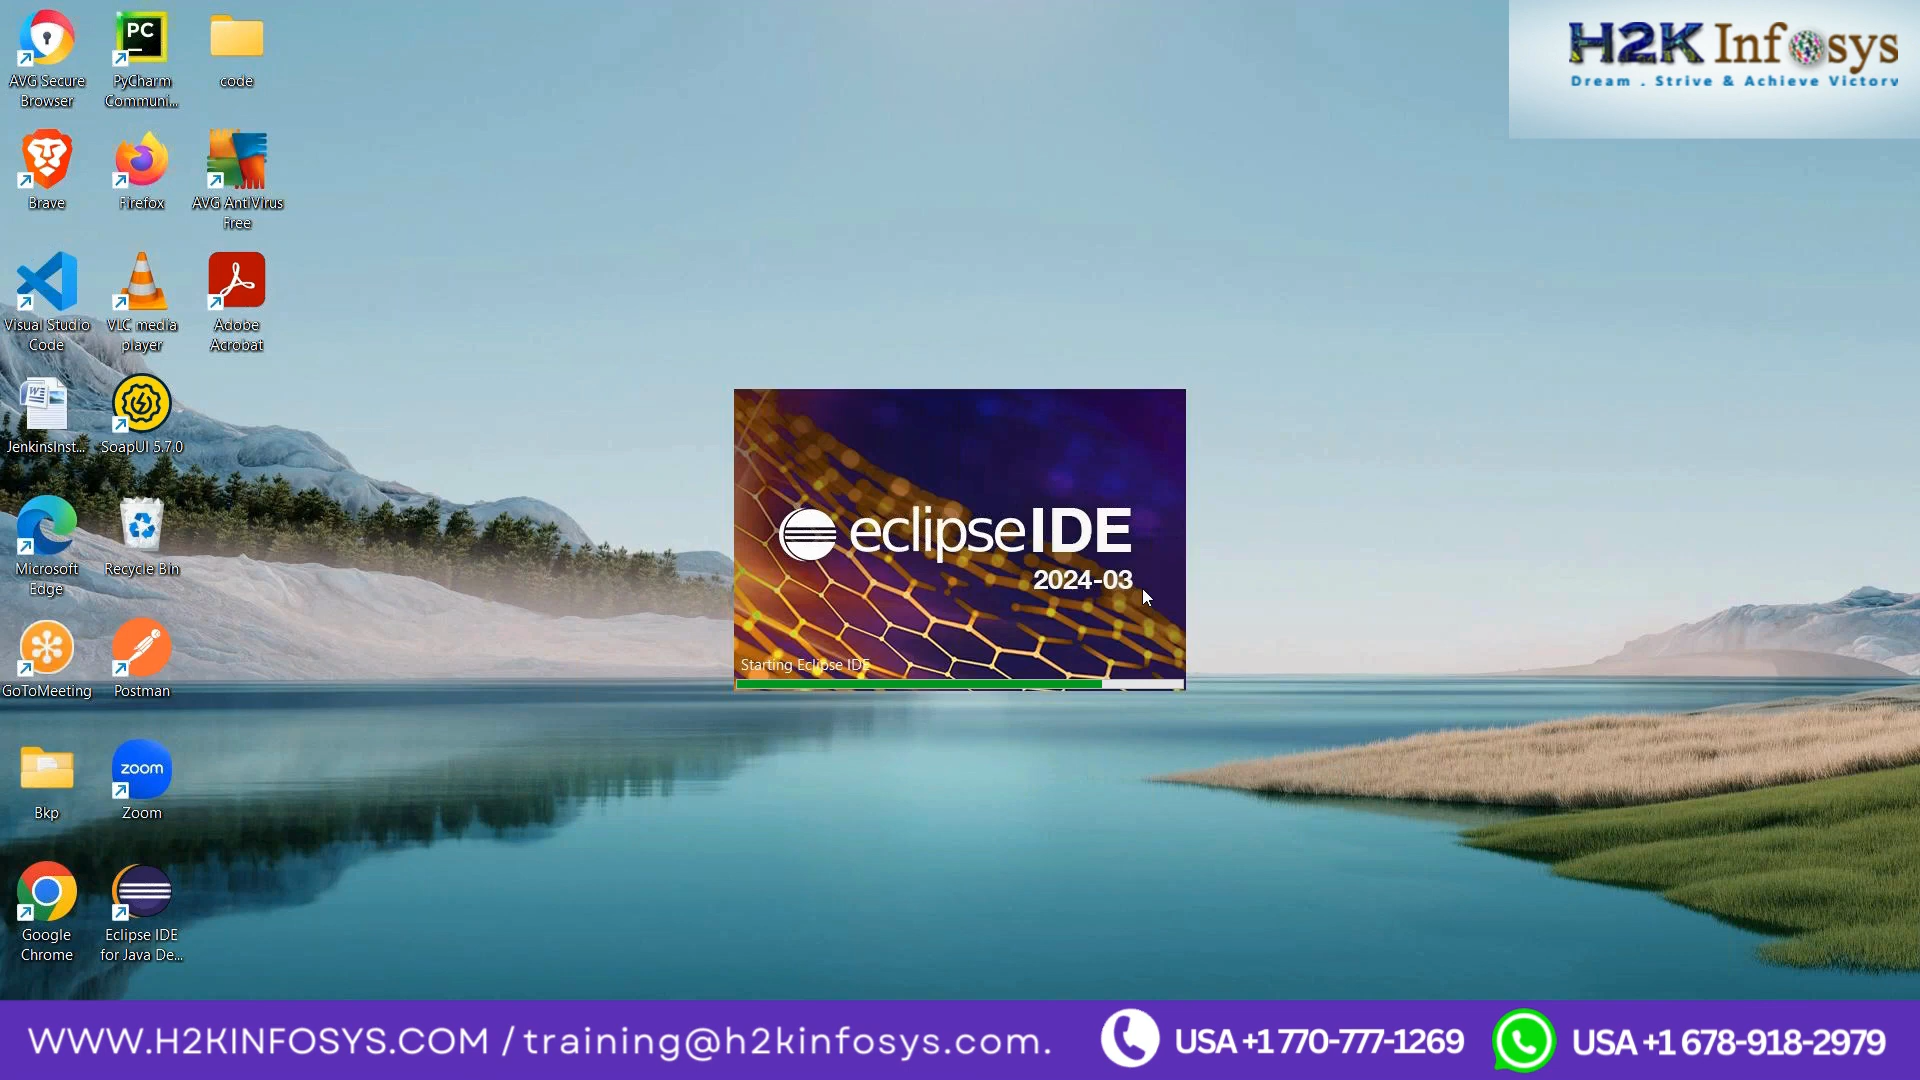 AVG Secure
Browser
PC
PyCharm
Communi...
code
H2K Infosys
Dream . Strive & Achieve Victory
Brave
Firefox
AVG AntiVirus
Free
Visual Studio
Code
VLC media
player
Adobe
Acrobat
W
JenkinsInst...
SoapUI 5.7.0
eclipseIDE
2024-03
Starting Eclipse IDE
Microsoft
Edge
Recycle Bin
GoToMeeting
Postman
Bkp
zoom
Zoom
Google
Chrome
Eclipse IDE
for Java De...
WWW.H2KINFOSYS.COM / training@h2kinfosys.com.
USA +1 770-777-1269
USA +1 678-918-2979